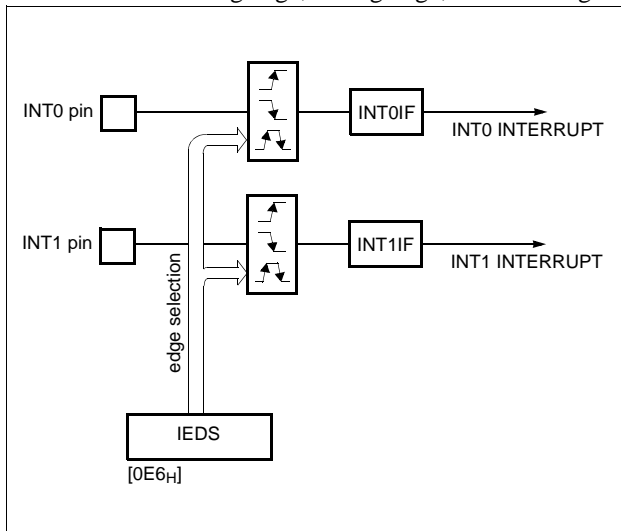 INT0 pin
INT0IF
INT0 INTERRUPT
INT1 pin
INT1IF
INT1 INTERRUPT
edge selection
IEDS
[0E6H]